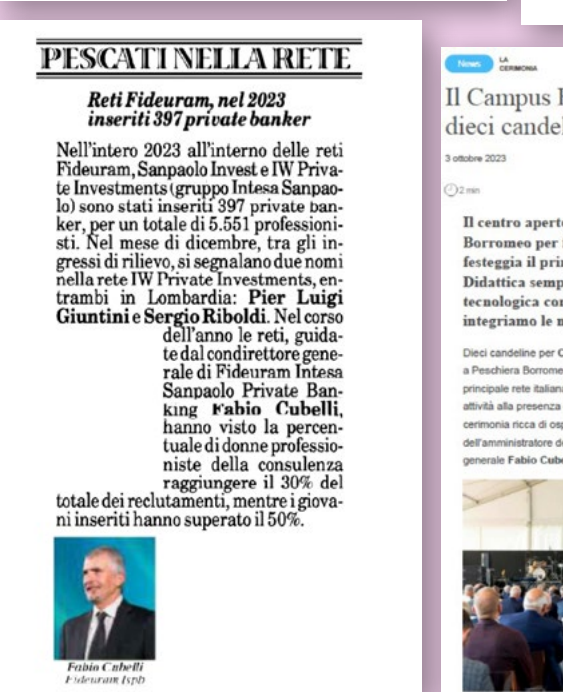 PESCATI NELLA RETE
Reti Fideuram, nel 2023
inseriti 397 private banker
Nell'intero 2023 all'interno delle reti
Fideuram, Sanpaolo Invest e IW Priva-
te Investments (gruppo Intesa Sanpao-
lo) sono stati inseriti 397 private ban-
ker, per un totale di 5.551 professioni-
sti. Nel mese di dicembre, tra gli in-
gressi di rilievo, si segnalano due nomi
nella rete IW Private Investments, en-
trambi in Lombardia: Pier Luigi
Giuntini e Sergio Riboldi. Nel corso
dell'anno le reti, guida-
te dal condirettore gene-
rale di Fideuram Intesa
Sanpaolo Private Ban-
king Fabio Cubelli,
hanno visto la percen-
tuale di donne professio-
niste della consulenza
raggiungere il 30% del
totale dei reclutamenti, mentre i giova-
ni inseriti hanno superato il 50%.
Fabio Cubelli
Fideuram Ispb
News
LA
CERIMONIA
Il Campus
dieci candel
3 ottobre 2023
2 min
Il centro aperto
Borromeo per
festeggia il pri
Didattica semp
tecnologica con
integriamo le n
Dieci candeline per
a Peschiera Borrome
principale rete italiana
attività alla presenza
cerimonia ricca di osp
dell'amministratore de
generale Fabio Cube